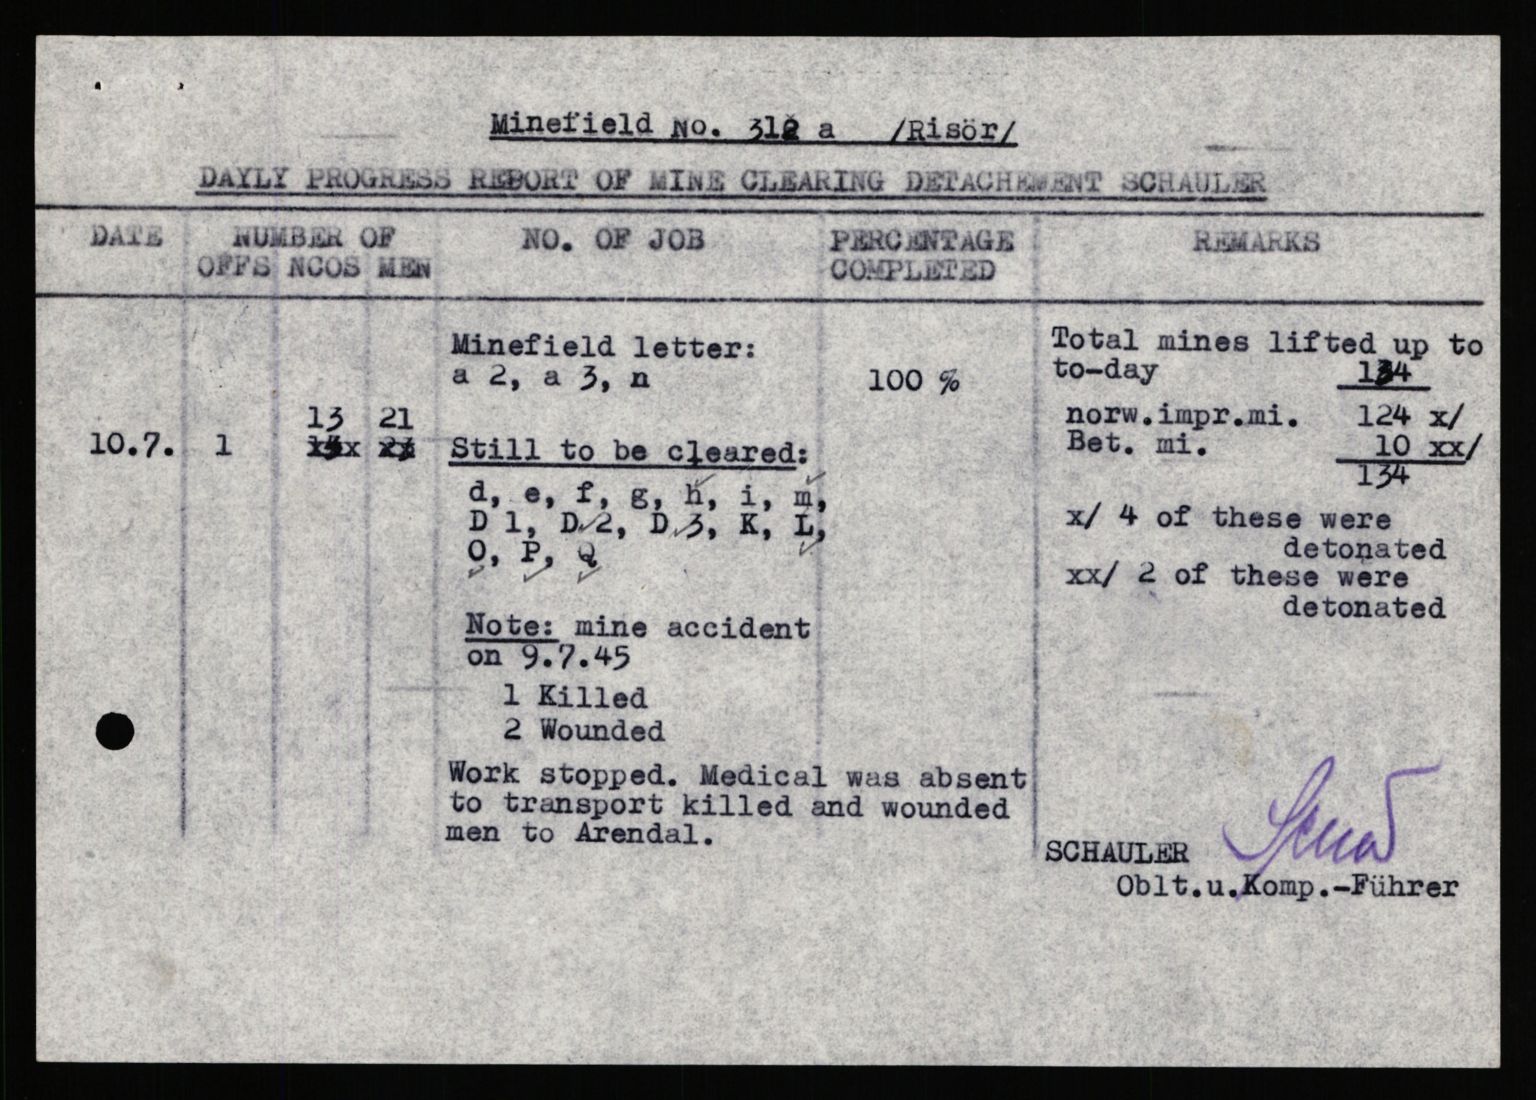 Minefield No. 312 a /Risör/
DAYLY PROGRESS REPORT OF MINE CLEARING DETACHEMENT SCHAULER
DATE NUMBER OF NO. OF JOB PERCENTAGE REMARKS
OFFS NCOS MEN COMPLETED
Minefield letter: Total mines lifted up to
a 2, a 3, n 100 % to-day 134
13 21 norw.impr.mi. 124 x/
10.7. 1 Still to be cleared: Bet. mi. 10 xx/
134
d, e, f, g, h, i, m,
D 1, D 2, D 3, K, L, x/ 4 of these were
O, P, Q detonated
xx/ 2 of these were
detonated
Note: mine accident
on 9.7.45
1 Killed
2 Wounded
Work stopped. Medical was absent
to transport killed and wounded
men to Arendal.
SCHAULER
Oblt.u.Komp.-Führer